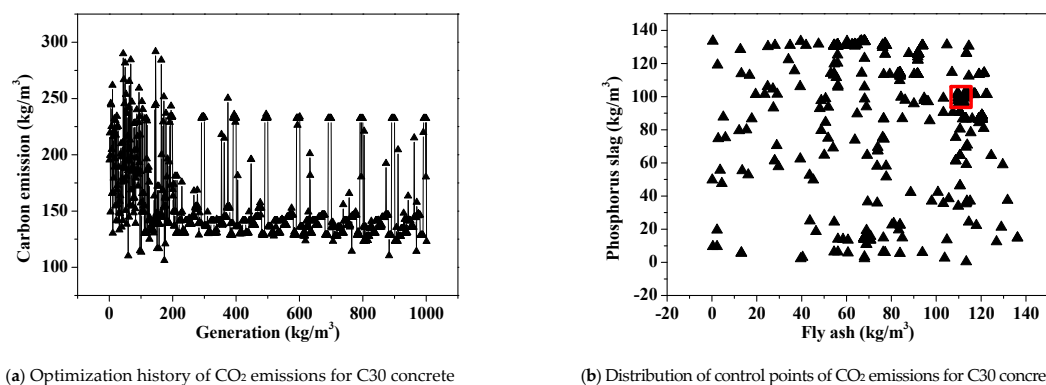 300
250
200
150
100
0 200 400 600 800 1000
Carbon emission (kg/m³)
Generation (kg/m³)
(a) Optimization history of CO₂ emissions for C30 concrete
140
120
100
80
60
40
20
0
-20
-20 0 20 40 60 80 100 120 140
Phosphorus slag (kg/m³)
Fly ash (kg/m³)
(b) Distribution of control points of CO₂ emissions for C30 concre